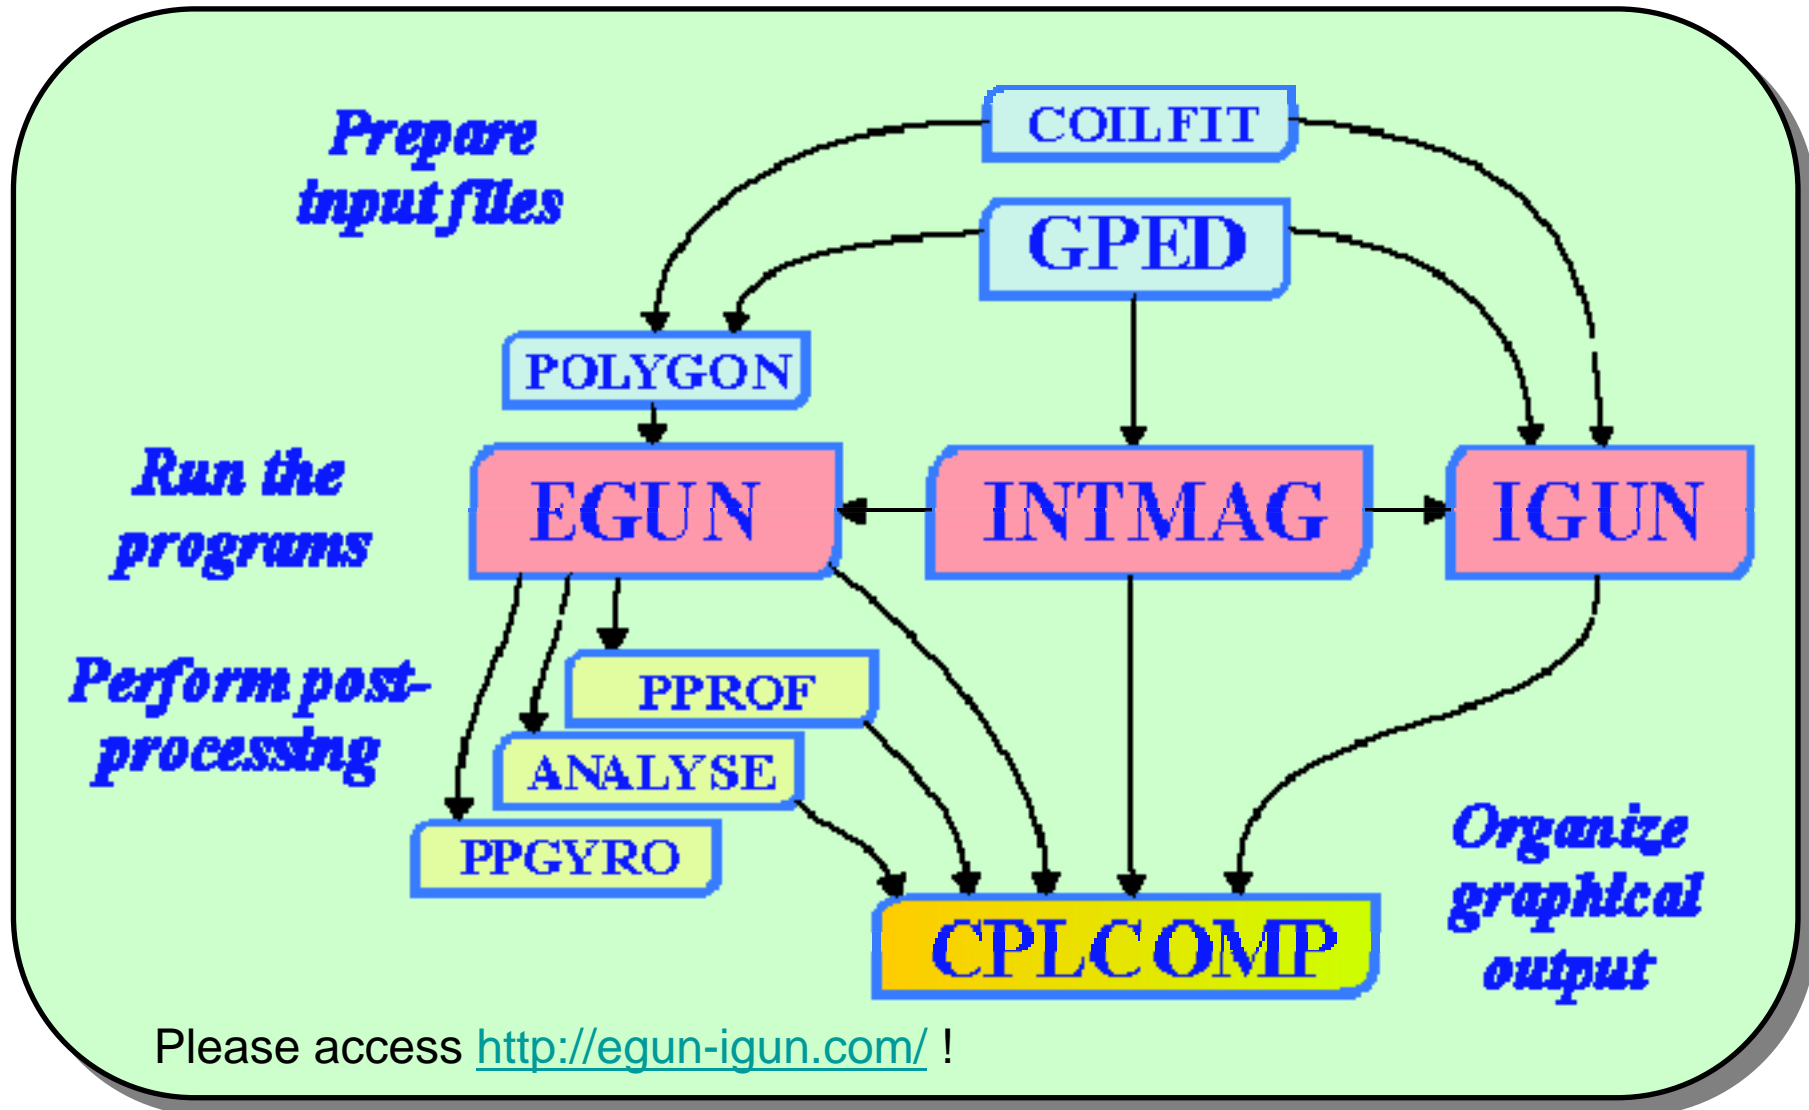 Prepare
input files
COILFIT
GPED
POLYGON
Run the
programs
EGUN
INTMAG
IGUN
Perform post-
processing
PPROF
ANALYSE
PPGYRO
CPLCOMP
Organize
graphical
output
Please access http://egun-igun.com/ !